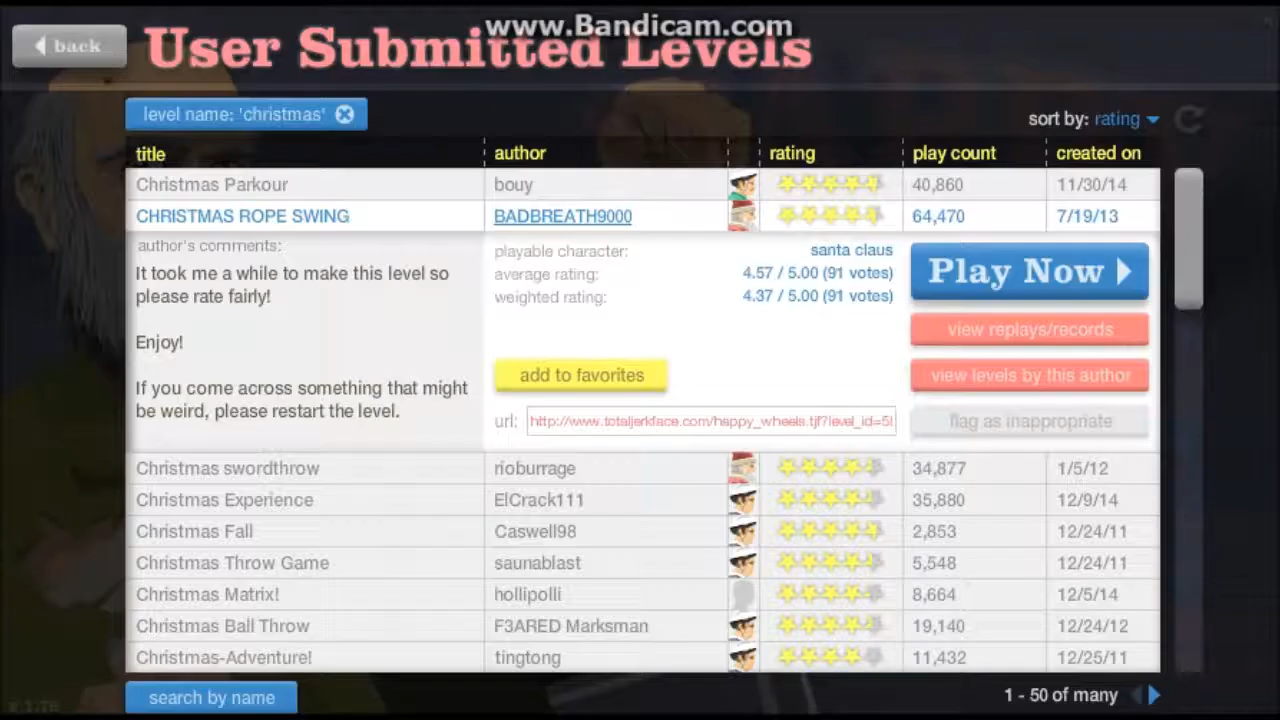 www.Bandicam.com
back
User Submitted Levels
level name: 'christmas'
sort by: rating
title author rating play count created on
Christmas Parkour bouy 40,860 11/30/14
CHRISTMAS ROPE SWING BADBREATH9000 64,470 7/19/13
author's comments:
It took me a while to make this level so
please rate fairly!
Enjoy!
If you come across something that might
be weird, please restart the level.
playable character: santa claus
average rating: 4.57 / 5.00 (91 votes)
weighted rating: 4.37 / 5.00 (91 votes)
add to favorites
url: http://www.totaljerkface.com/happy_wheels.tjf?level_id=5
Play Now
view replays/records
view levels by this author
flag as inappropriate
Christmas swordthrow rioburrage 34,877 1/5/12
Christmas Experience ElCrack111 35,880 12/9/14
Christmas Fall Caswell98 2,853 12/24/11
Christmas Throw Game saunablast 5,548 12/24/11
Christmas Matrix! hollipolli 8,664 12/5/14
Christmas Ball Throw F3ARED Marksman 19,140 12/24/12
Christmas-Adventure! tingtong 11,432 12/25/11
search by name
1 - 50 of many